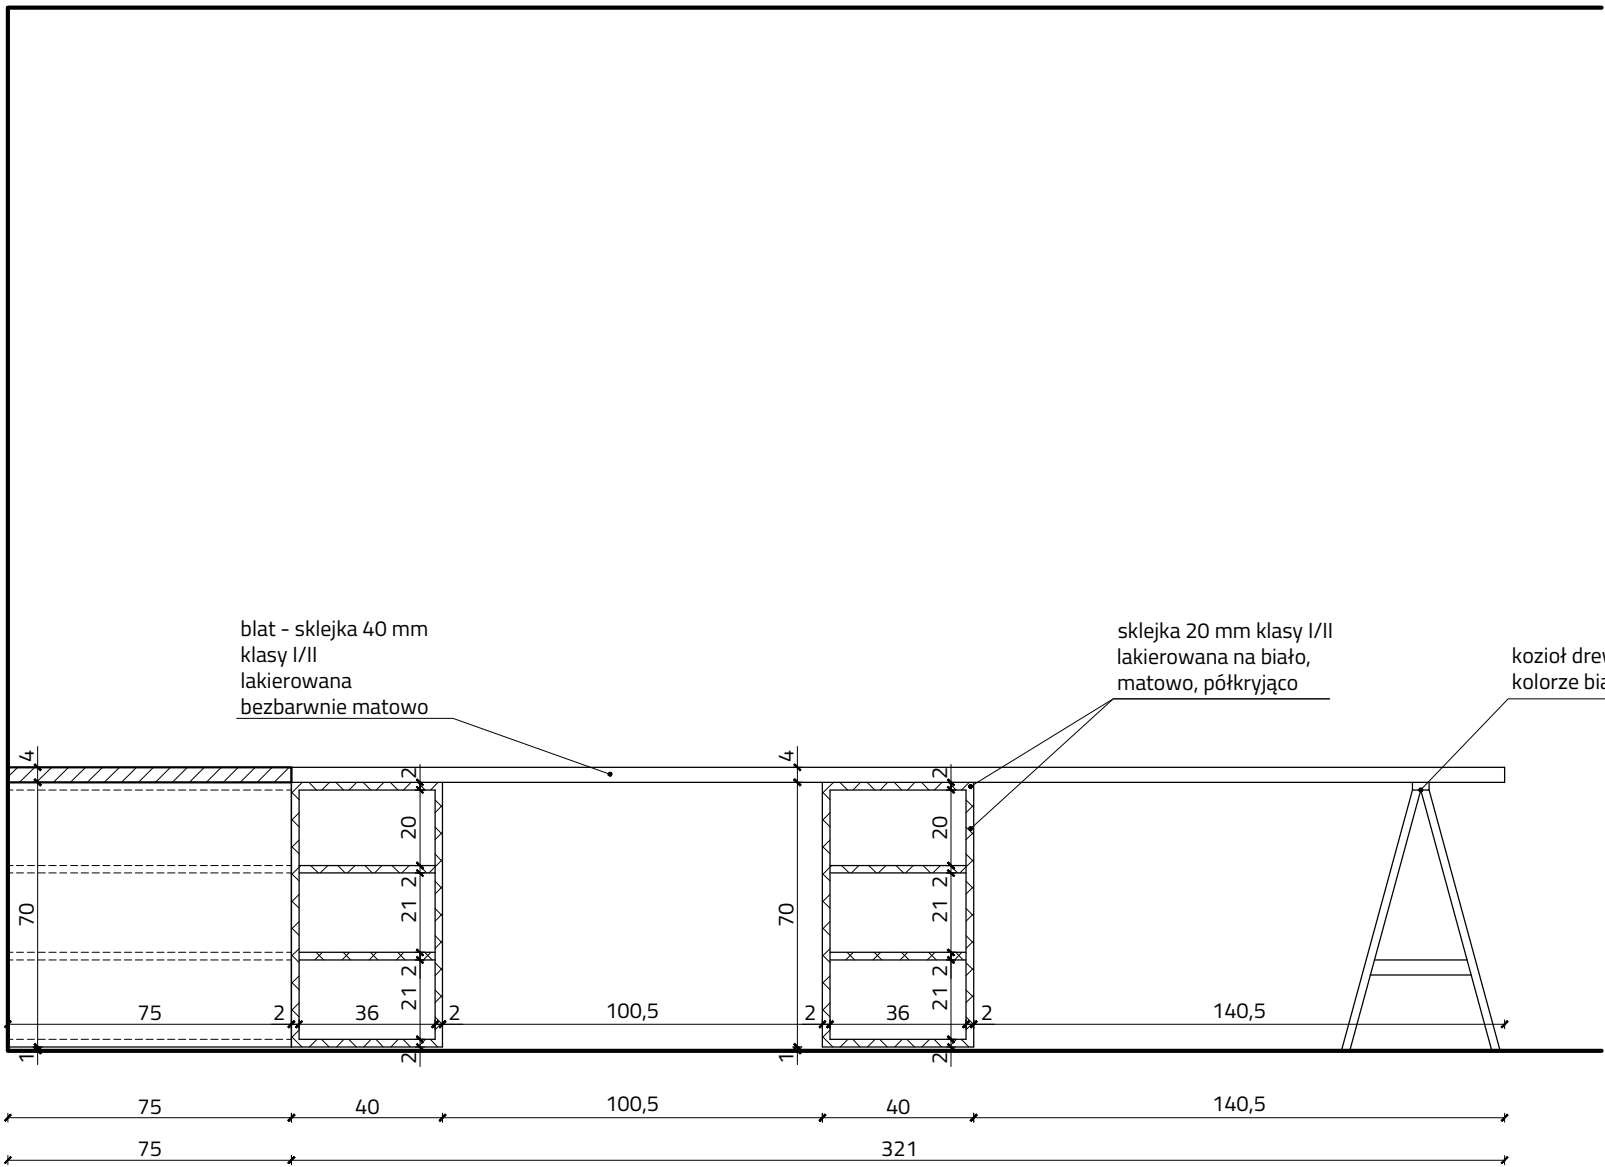 blat - sklejka 40 mm
klasy I/II
lakierowana
bezbarwnie matowo
sklejka 20 mm klasy I/II
lakierowana na biało,
matowo, półkryjąco
kozioł
kolorze
4 2 4 2
20 20
2 2
70 21 70 21
2 2
21 21
75 2 36 2 100,5 2 36 2 140,5
1 2 1 2
75 40 100,5 40 140,5
75 321